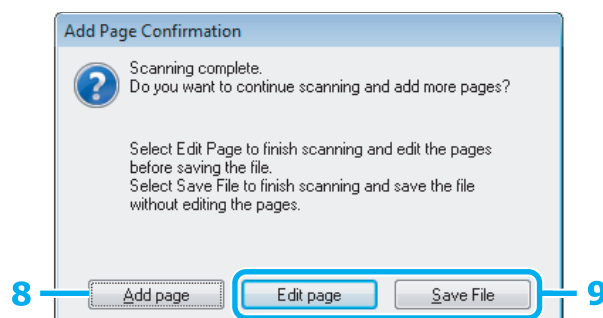 Add Page Confirmation
Scanning complete.
Do you want to continue scanning and add more pages?
Select Edit Page to finish scanning and edit the pages
before saving the file.
Select Save File to finish scanning and save the file
without editing the pages.
8 Add page Edit page Save File 9